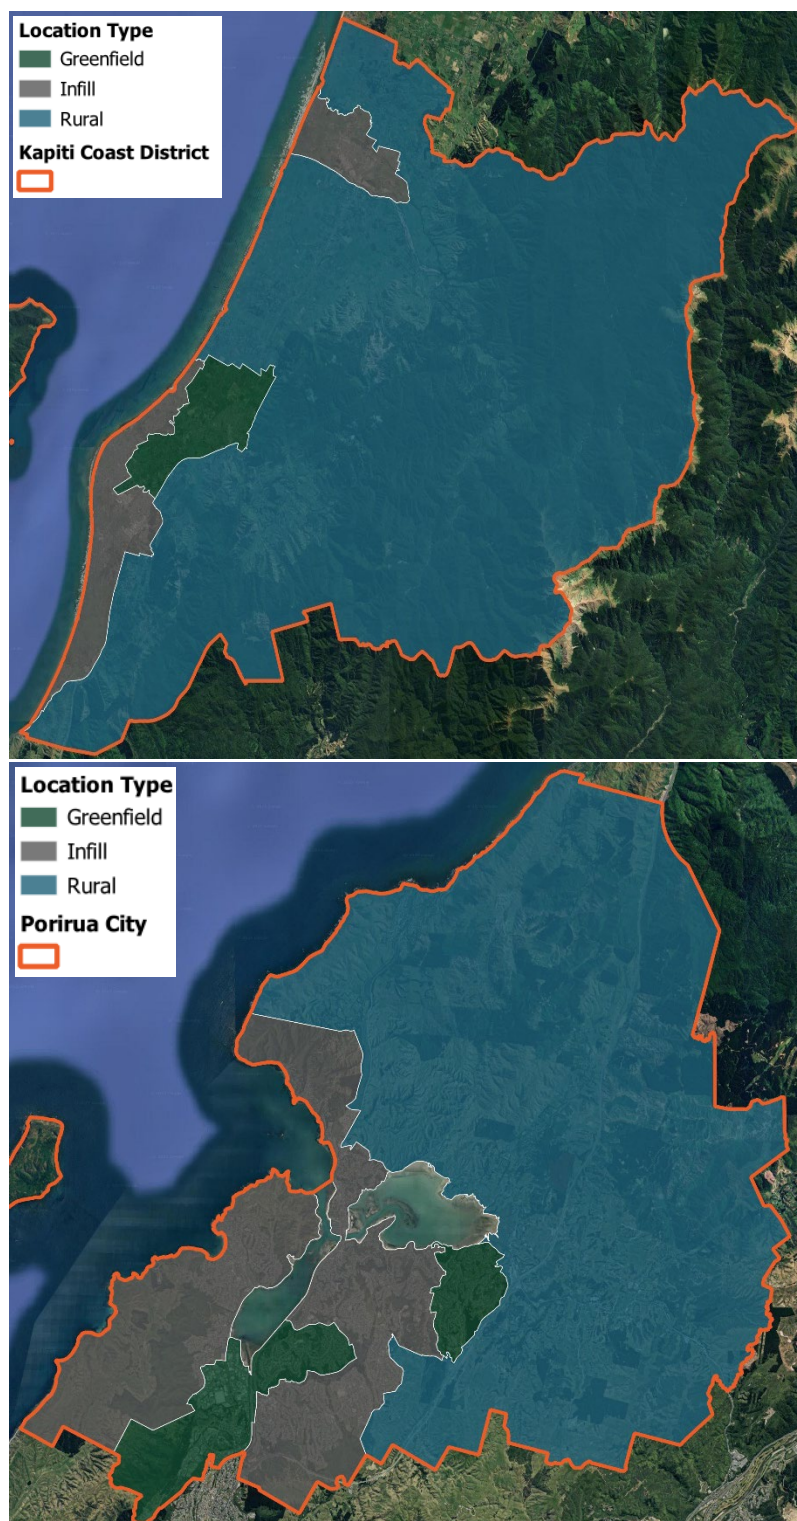 Location Type
Greenfield
Infill
Rural
Kapiti Coast District
Location Type
Greenfield
Infill
Rural
Porirua City